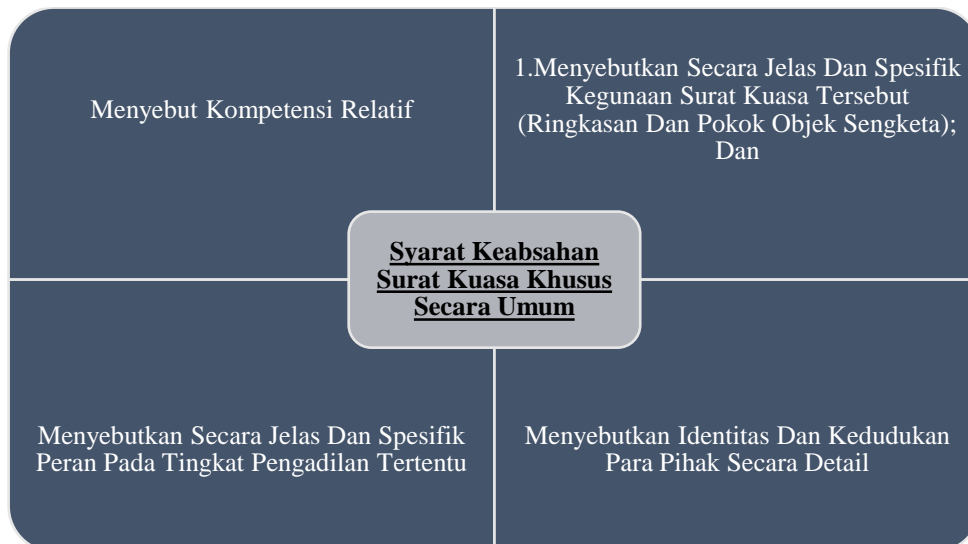 Menyebut Kompetensi Relatif
1.Menyebutkan Secara Jelas Dan Spesifik
Kegunaan Surat Kuasa Tersebut
(Ringkasan Dan Pokok Objek Sengketa);
Dan
Syarat Keabsahan
Surat Kuasa Khusus
Secara Umum
Menyebutkan Secara Jelas Dan Spesifik
Peran Pada Tingkat Pengadilan Tertentu
Menyebutkan Identitas Dan Kedudukan
Para Pihak Secara Detail